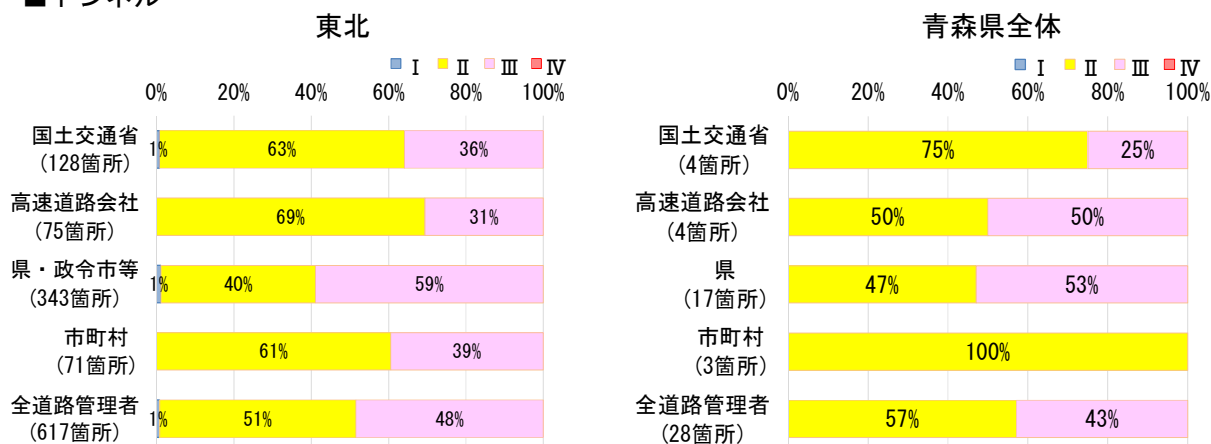 ■トンネル
東北
Ⅰ Ⅱ Ⅲ Ⅳ
0% 20% 40% 60% 80% 100%
国土交通省
(128箇所)
1% 63% 36%
高速道路会社
(75箇所)
69% 31%
県・政令市等
(343箇所)
1% 40% 59%
市町村
(71箇所)
61% 39%
全道路管理者
(617箇所)
1% 51% 48%
青森県全体
Ⅰ Ⅱ Ⅲ Ⅳ
0% 20% 40% 60% 80% 100%
国土交通省
(4箇所)
75% 25%
高速道路会社
(4箇所)
50% 50%
県
(17箇所)
47% 53%
市町村
(3箇所)
100%
全道路管理者
(28箇所)
57% 43%